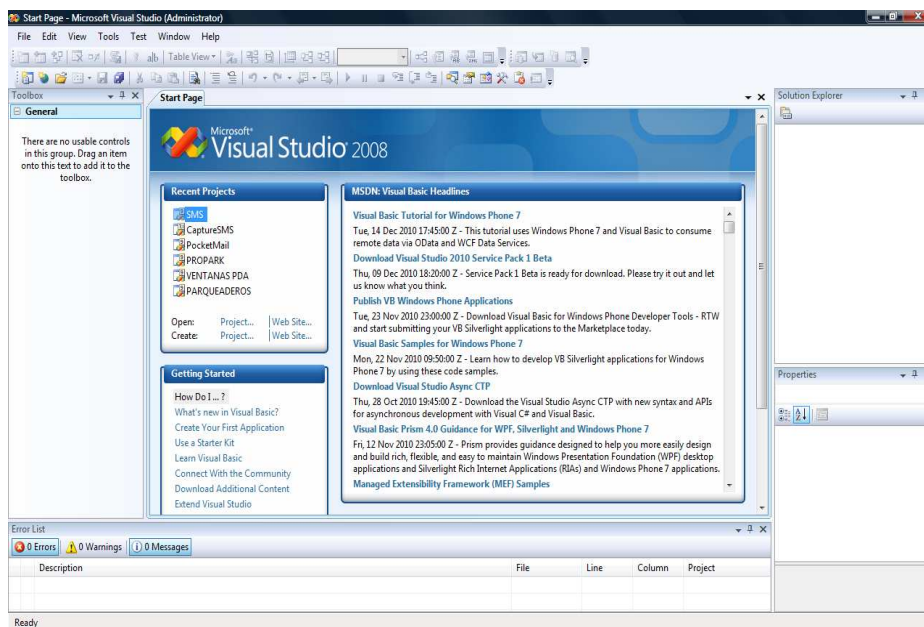 Start Page - Microsoft Visual Studio (Administrator)
File Edit View Tools Test Window Help
ab Table View
Toolbox
General
There are no usable controls
in this group. Drag an item
onto this text to add it to the
toolbox.
Start Page
Microsoft
Visual Studio 2008
Recent Projects
SMS
CaptureSMS
PocketMail
PROPARK
VENTANAS PDA
PARQUEADEROS
Open: Project... Web Site...
Create: Project... Web Site...
Getting Started
How Do I ... ?
What's new in Visual Basic?
Create Your First Application
Use a Starter Kit
Learn Visual Basic
Connect With the Community
Download Additional Content
Extend Visual Studio
MSDN: Visual Basic Headlines
Visual Basic Tutorial for Windows Phone 7
Tue, 14 Dec 2010 17:45:00 Z - This tutorial uses Windows Phone 7 and Visual Basic to consume
remote data via OData and WCF Data Services.
Download Visual Studio 2010 Service Pack 1 Beta
Thu, 09 Dec 2010 18:20:00 Z - Service Pack 1 Beta is ready for download. Please try it out and let
us know what you think.
Publish VB Windows Phone Applications
Tue, 23 Nov 2010 23:00:00 Z - Download Visual Basic for Windows Phone Developer Tools - RTW
and start submitting your VB Silverlight applications to the Marketplace today.
Visual Basic Samples for Windows Phone 7
Mon, 22 Nov 2010 09:50:00 Z - Learn how to develop VB Silverlight applications for Windows
Phone 7 by using these code samples.
Download Visual Studio Async CTP
Thu, 28 Oct 2010 19:45:00 Z - Download the Visual Studio Async CTP with new syntax and APIs
for asynchronous development with Visual C# and Visual Basic.
Visual Basic Prism 4.0 Guidance for WPF, Silverlight and Windows Phone 7
Fri, 12 Nov 2010 23:05:00 Z - Prism provides guidance designed to help you more easily design
and build rich, flexible, and easy to maintain Windows Presentation Foundation (WPF) desktop
applications and Silverlight Rich Internet Applications (RIAs) and Windows Phone 7 applications.
Managed Extensibility Framework (MEF) Samples
Solution Explorer
Properties
Error List
0 Errors 0 Warnings 0 Messages
Description File Line Column Project
Ready